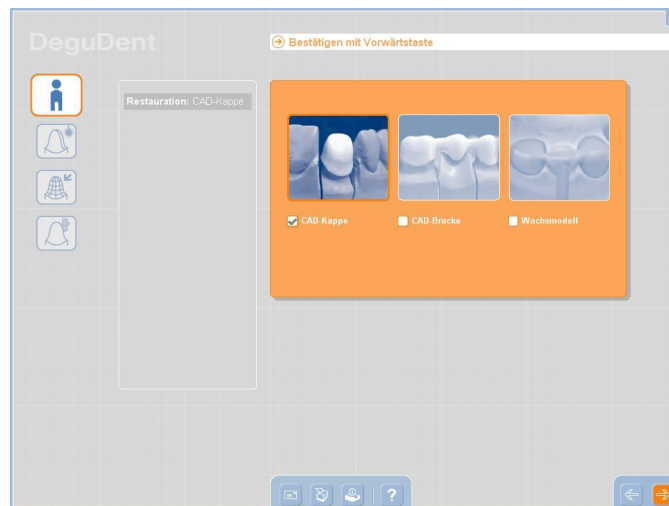 DeguDent
Bestätigen mit Vorwärtstaste
Restauration: CAD-Kappe
CAD-Kappe
CAD-Brücke
Wachsmodell
?